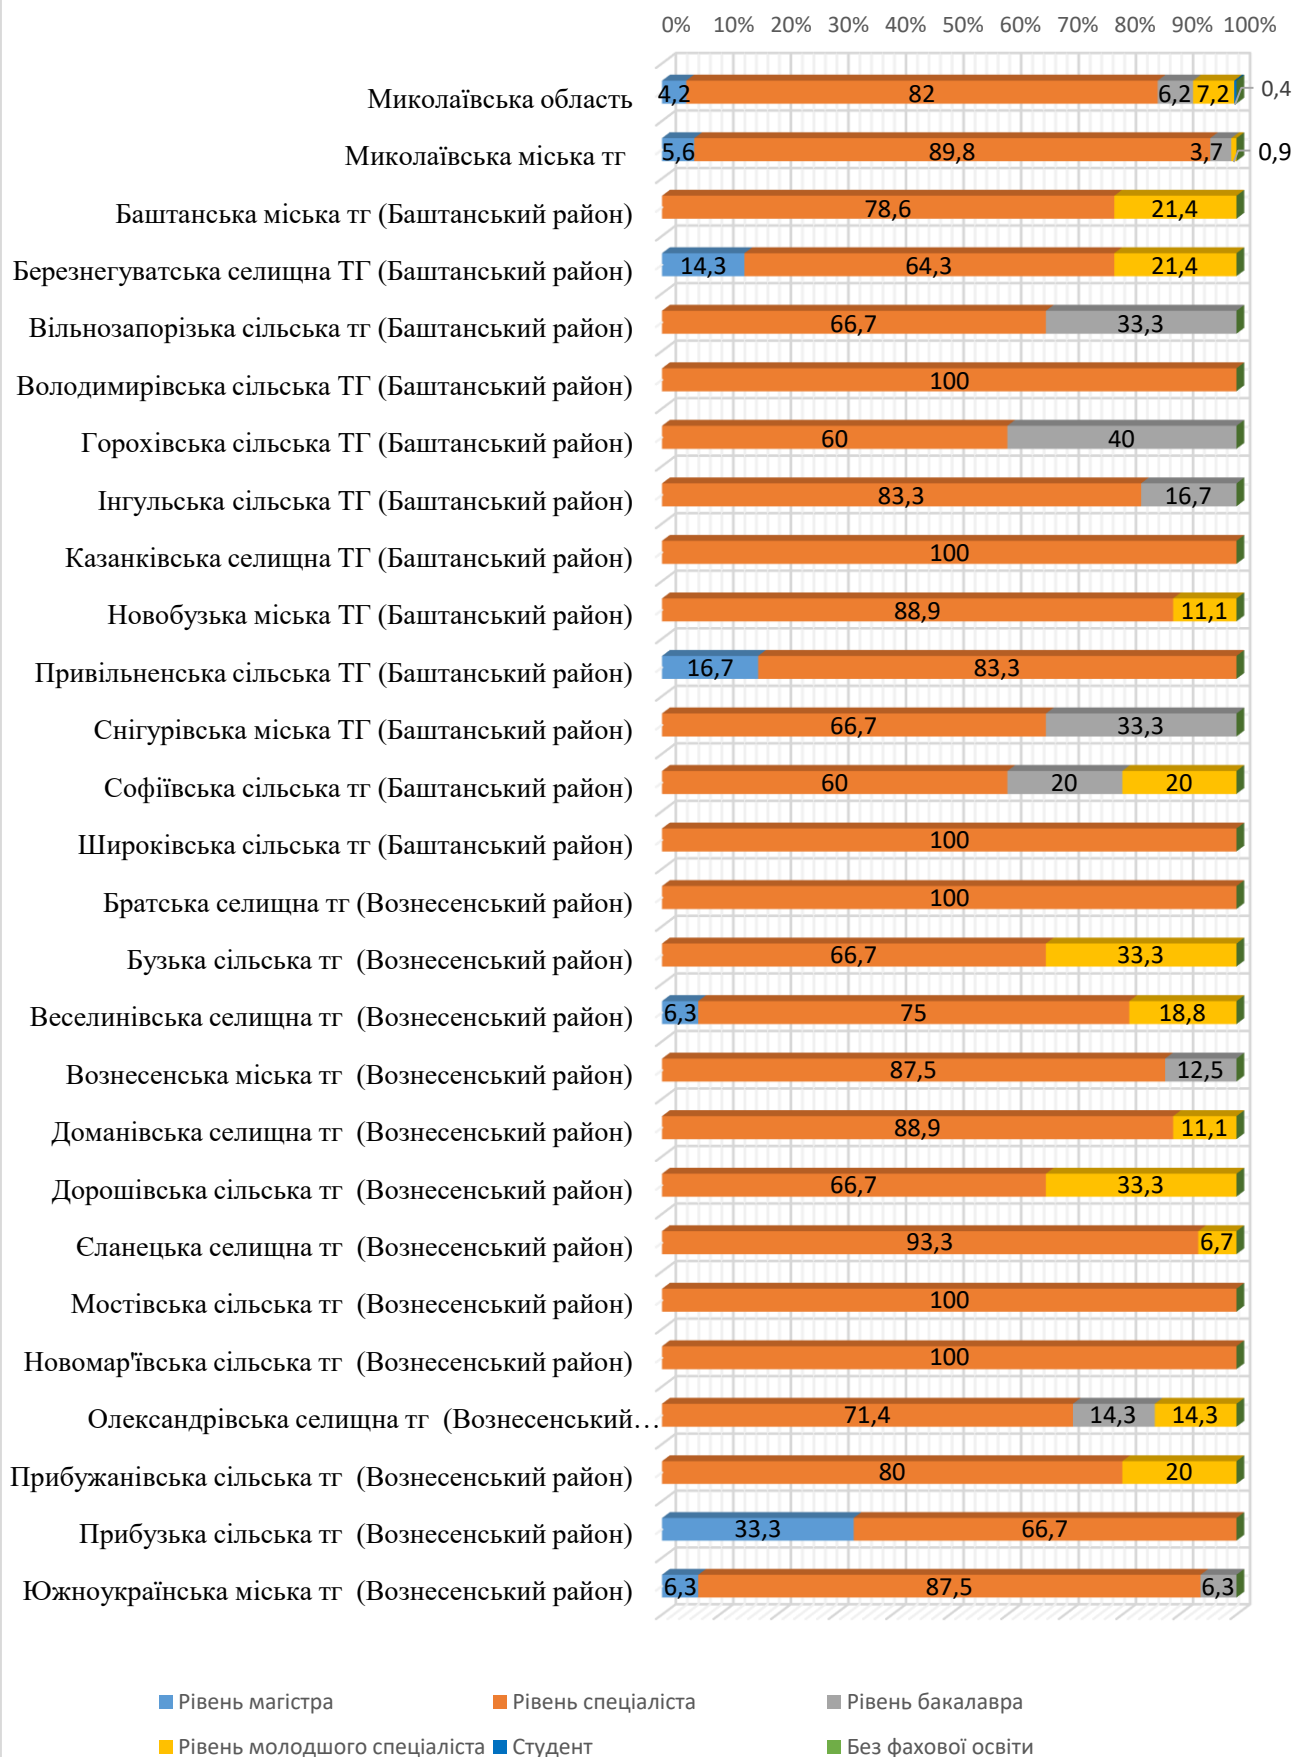 0% 10% 20% 30% 40% 50% 60% 70% 80% 90% 100%
Миколаївська область 4,2 82 6,2 7,2 0,4
Миколаївська міська тг 5,6 89,8 3,7 0,9
Баштанська міська тг (Баштанський район) 78,6 21,4
Березнегуватська селищна ТГ (Баштанський район) 14,3 64,3 21,4
Вільнозапорізька сільська тг (Баштанський район) 66,7 33,3
Володимирівська сільська ТГ (Баштанський район) 100
Горохівська сільська ТГ (Баштанський район) 60 40
Інгульська сільська ТГ (Баштанський район) 83,3 16,7
Казанківська селищна ТГ (Баштанський район) 100
Новобузька міська ТГ (Баштанський район) 88,9 11,1
Привільненська сільська ТГ (Баштанський район) 16,7 83,3
Снігурівська міська ТГ (Баштанський район) 66,7 33,3
Софіївська сільська тг (Баштанський район) 60 20 20
Широківська сільська тг (Баштанський район) 100
Братська селищна тг (Вознесенський район) 100
Бузька сільська тг (Вознесенський район) 66,7 33,3
Веселинівська селищна тг (Вознесенський район) 6,3 75 18,8
Вознесенська міська тг (Вознесенський район) 87,5 12,5
Доманівська селищна тг (Вознесенський район) 88,9 11,1
Дорошівська сільська тг (Вознесенський район) 66,7 33,3
Єланецька селищна тг (Вознесенський район) 93,3 6,7
Мостівська сільська тг (Вознесенський район) 100
Новомар'ївська сільська тг (Вознесенський район) 100
Олександрівська селищна тг (Вознесенський… 71,4 14,3 14,3
Прибужанівська сільська тг (Вознесенський район) 80 20
Прибузька сільська тг (Вознесенський район) 33,3 66,7
Южноукраїнська міська тг (Вознесенський район) 6,3 87,5 6,3
Рівень магістра Рівень спеціаліста Рівень бакалавра
Рівень молодшого спеціаліста Студент Без фахової освіти